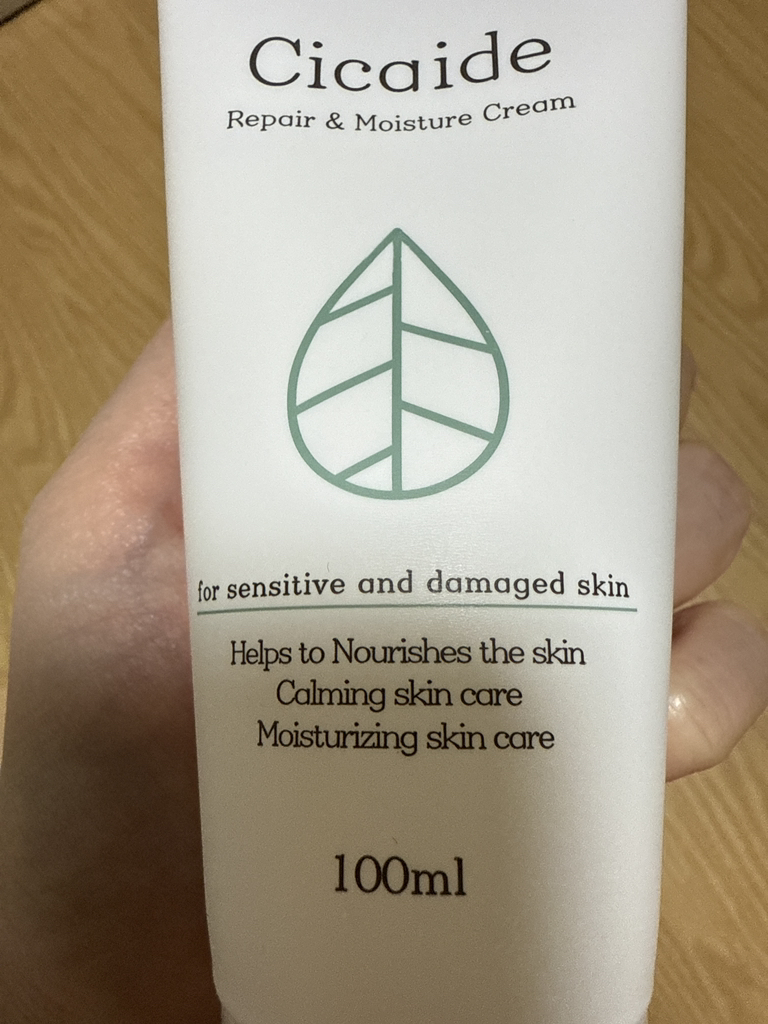 Cicaide
Repair & Moisture Cream
for sensitive and damaged skin
Helps to Nourishes the skin
Calming skin care
Moisturizing skin care
100ml